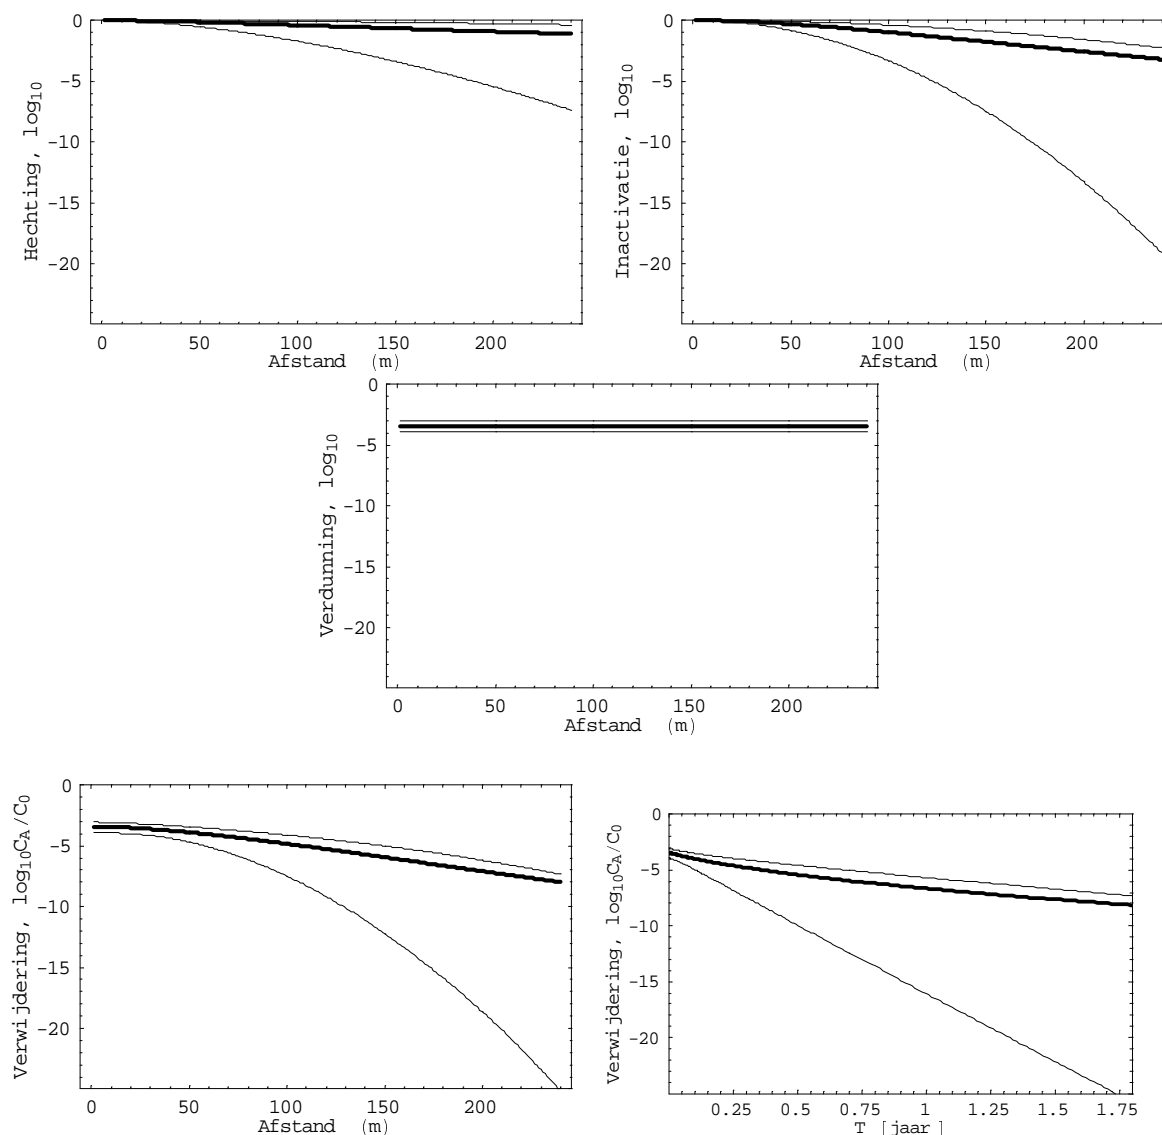 0
-5
-10
-15
-20
Hechting, log10
0 50 100 150 200
Afstand (m)
0
-5
-10
-15
-20
Inactivatie, log10
0 50 100 150 200
Afstand (m)
0
-5
-10
-15
-20
Verdunning, log10
0 50 100 150 200
Afstand (m)
0
-5
-10
-15
-20
Verwijdering, log10CA/C0
0 50 100 150 200
Afstand (m)
0
-5
-10
-15
-20
Verwijdering, log10CA/C0
0.25 0.5 0.75 1 1.25 1.5 1.75
T [jaar]